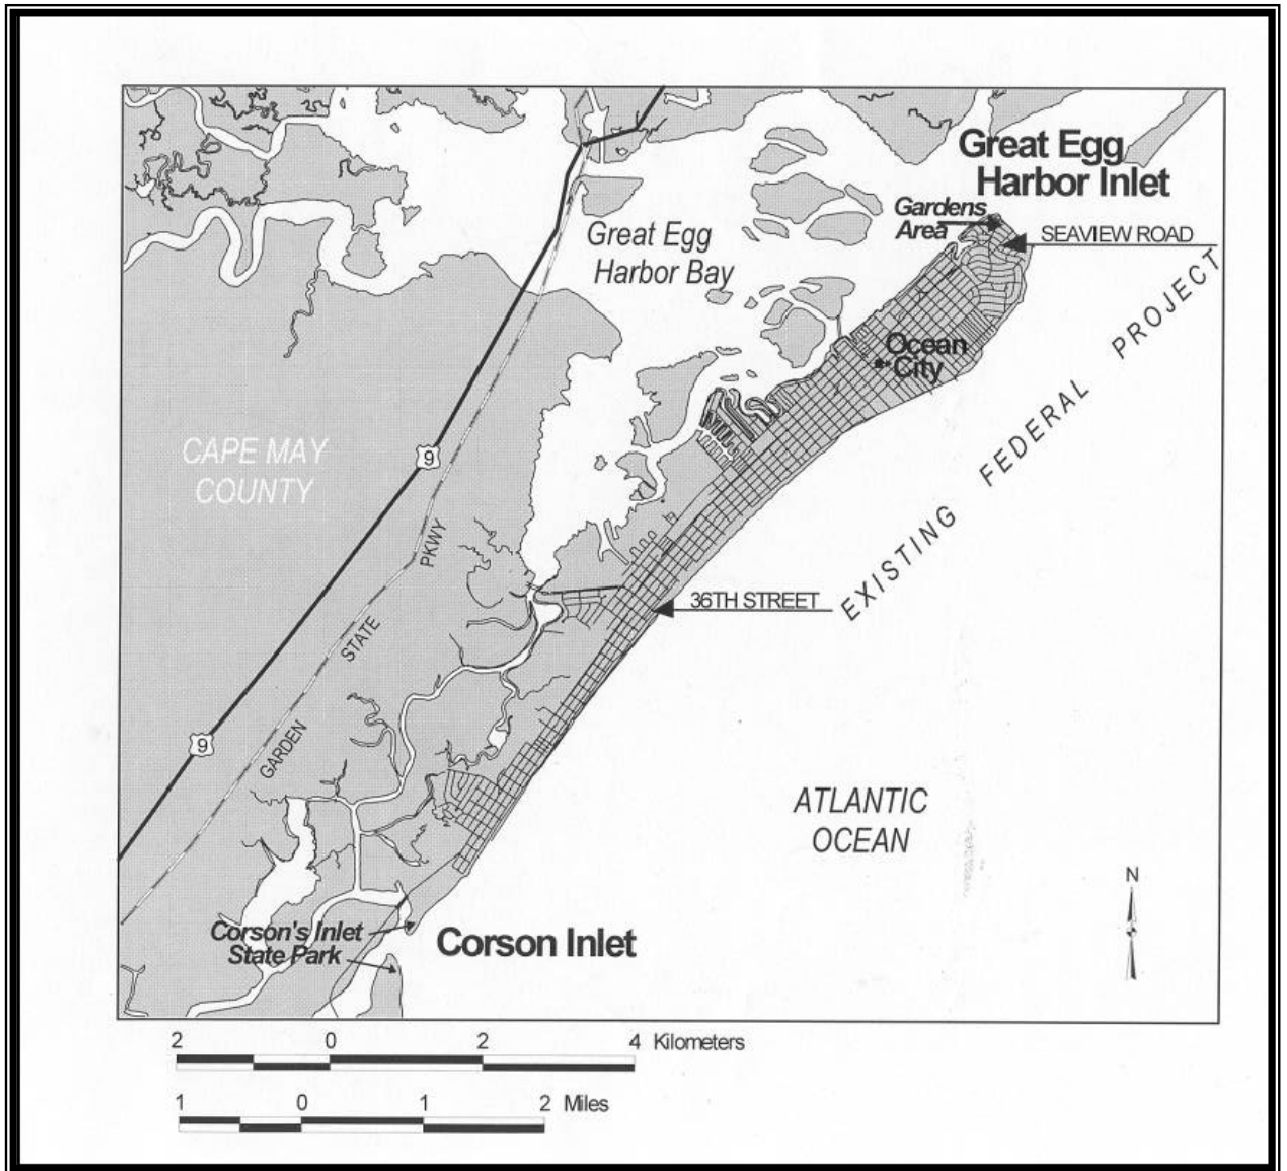 Great Egg
Harbor Inlet
Gardens
Area
SEAVIEW ROAD
Great Egg
Harbor Bay
EXISTING FEDERAL PROJECT
Ocean
City
CAPE MAY
COUNTY
9
36TH STREET
9
GARDEN STATE PKWY
ATLANTIC
OCEAN
N
Corson's Inlet
State Park
Corson Inlet
2 0 2 4 Kilometers
1 0 1 2 Miles